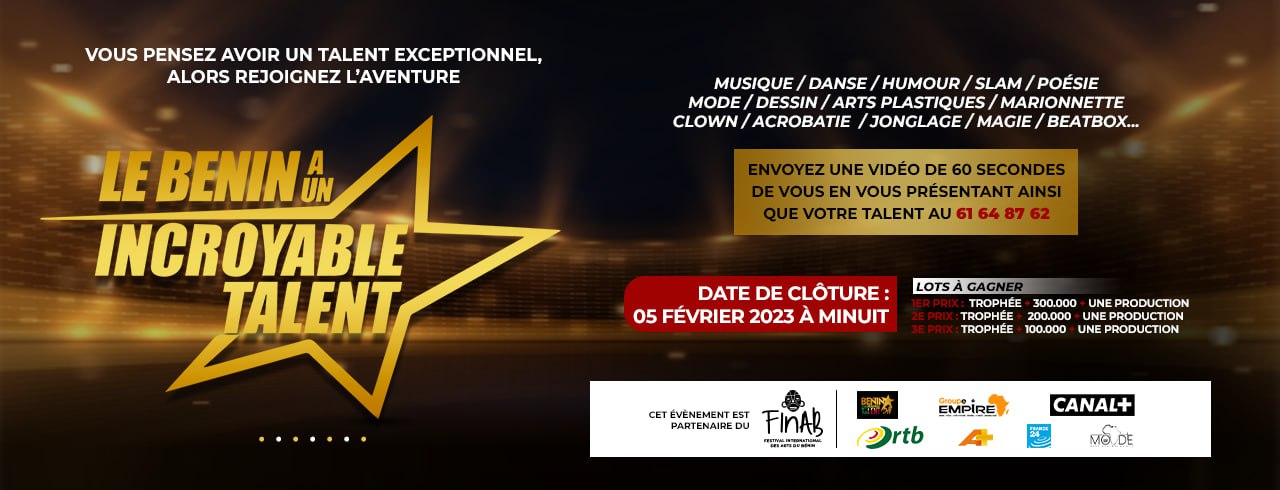 VOUS PENSEZ AVOIR UN TALENT EXCEPTIONNEL,
ALORS REJOIGNEZ L'AVENTURE
LE BENIN A UN
INCROYABLE
TALENT
MUSIQUE / DANSE / HUMOUR / SLAM / POÉSIE
MODE / DESSIN / ARTS PLASTIQUES / MARIONNETTE
CLOWN / ACROBATIE / JONGLAGE / MAGIE / BEATBOX...
ENVOYEZ UNE VIDÉO DE 60 SECONDES
DE VOUS EN VOUS PRÉSENTANT AINSI
QUE VOTRE TALENT AU 61 64 87 62
DATE DE CLÔTURE :
05 FÉVRIER 2023 À MINUIT
LOTS À GAGNER
1ER PRIX : TROPHÉE + 300.000 + UNE PRODUCTION
2E PRIX : TROPHÉE + 200.000 + UNE PRODUCTION
3E PRIX : TROPHÉE + 100.000 + UNE PRODUCTION
CET ÉVÈNEMENT EST
PARTENAIRE DU
FInAB
FESTIVAL INTERNATIONAL
DES ARTS DU BÉNIN
BENIN
TALENT
Groupe
EMPIRE
CANAL+
ortb
A+
FRANCE
24